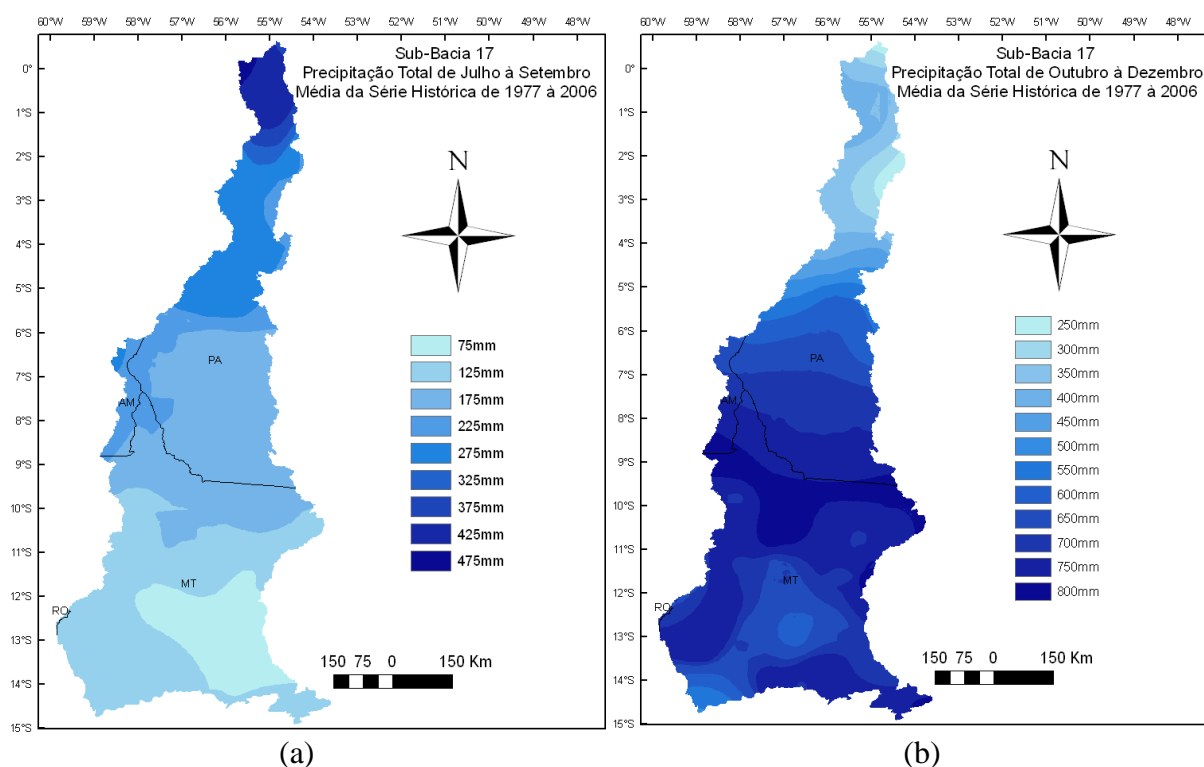 60°W 59°W 58°W 57°W 56°W 55°W 54°W 53°W 52°W 51°W 50°W 49°W 48°W
Sub-Bacia 17
Precipitação Total de Julho à Setembro
Média da Série Histórica de 1977 à 2006
0°
1°S
2°S
3°S
4°S
5°S
6°S
7°S
8°S
9°S
10°S
11°S
12°S
13°S
14°S
15°S
N
PA
AM
MT
RO
75mm
125mm
175mm
225mm
275mm
325mm
375mm
425mm
475mm
150 75 0 150 Km
(a)
60°W 59°W 58°W 57°W 56°W 55°W 54°W 53°W 52°W 51°W 50°W 49°W 48°W
Sub-Bacia 17
Precipitação Total de Outubro à Dezembro
Média da Série Histórica de 1977 à 2006
0°
1°S
2°S
3°S
4°S
5°S
6°S
7°S
8°S
9°S
10°S
11°S
12°S
13°S
14°S
15°S
N
PA
AM
MT
RO
250mm
300mm
350mm
400mm
450mm
500mm
550mm
600mm
650mm
700mm
750mm
800mm
150 75 0 150 Km
(b)